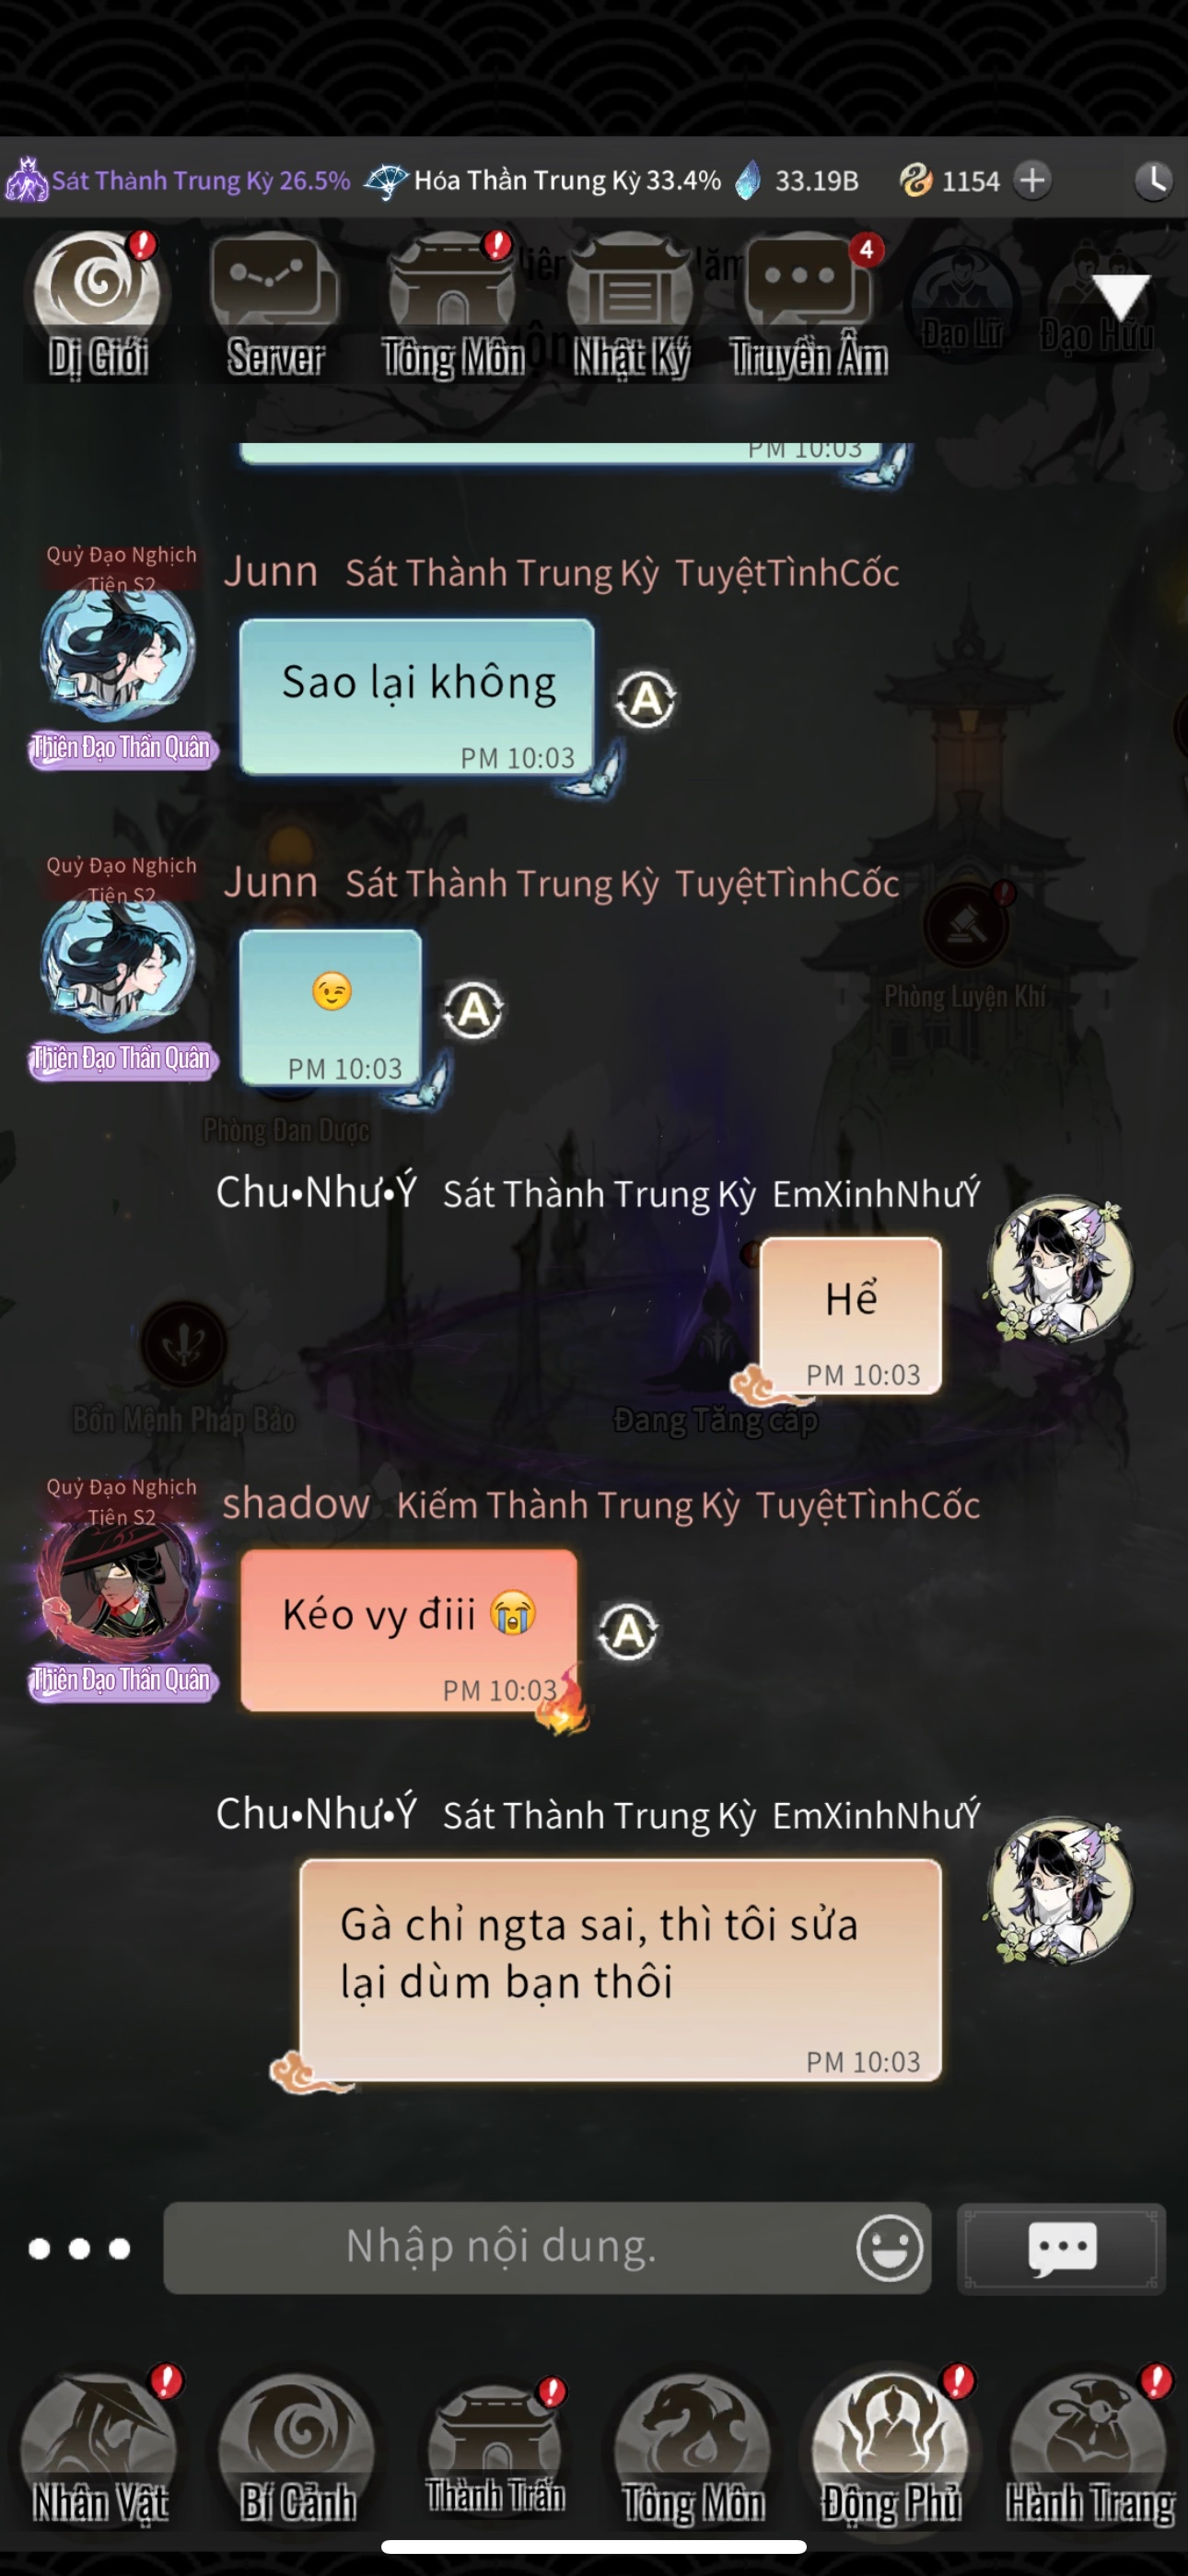 Sát Thành Trung Kỳ 26.5% Hóa Thần Trung Kỳ 33.4% 33.19B 1154
4
Dị Giới Server Tông Môn Nhật Ký Truyền Âm Đạo Lữ Đạo Hữu
PM 10:03
Quỷ Đạo Nghịch
Tiên S2
Junn Sát Thành Trung Kỳ TuyệtTìnhCốc
Sao lại không
A
PM 10:03
Thiên Đạo Thần Quân
Quỷ Đạo Nghịch
Tiên S2
Junn Sát Thành Trung Kỳ TuyệtTìnhCốc
😉
A
PM 10:03
Thiên Đạo Thần Quân
Phòng Luyện Khí
Phòng Đan Dược
Chu•Như•Ý Sát Thành Trung Kỳ EmXinhNhưÝ
Hể
PM 10:03
Bổn Mệnh Pháp Bảo
Đang Tăng cấp
Quỷ Đạo Nghịch
Tiên S2
shadow Kiếm Thành Trung Kỳ TuyệtTìnhCốc
Kéo vy điii 😭
A
PM 10:03
Thiên Đạo Thần Quân
Chu•Như•Ý Sát Thành Trung Kỳ EmXinhNhưÝ
Gà chỉ ngta sai, thì tôi sửa
lại dùm bạn thôi
PM 10:03
Nhập nội dung.
Nhân Vật Bí Cảnh Thành Trấn Tông Môn Động Phủ Hành Trang